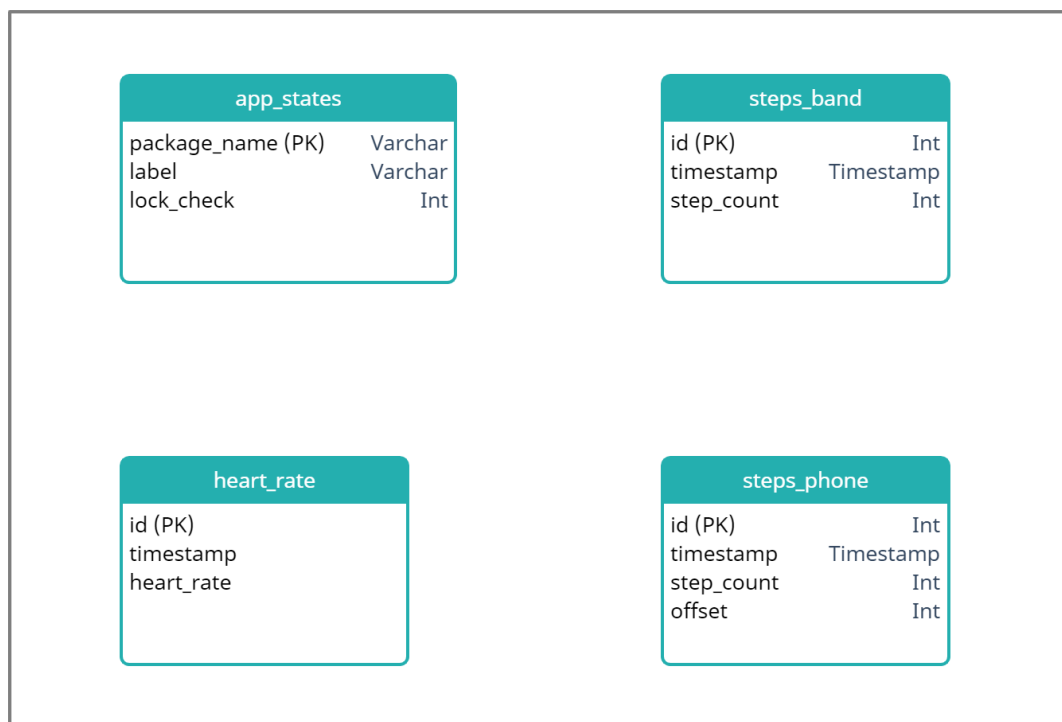 app_states
package_name (PK) Varchar
label Varchar
lock_check Int
steps_band
id (PK) Int
timestamp Timestamp
step_count Int
heart_rate
id (PK)
timestamp
heart_rate
steps_phone
id (PK) Int
timestamp Timestamp
step_count Int
offset Int